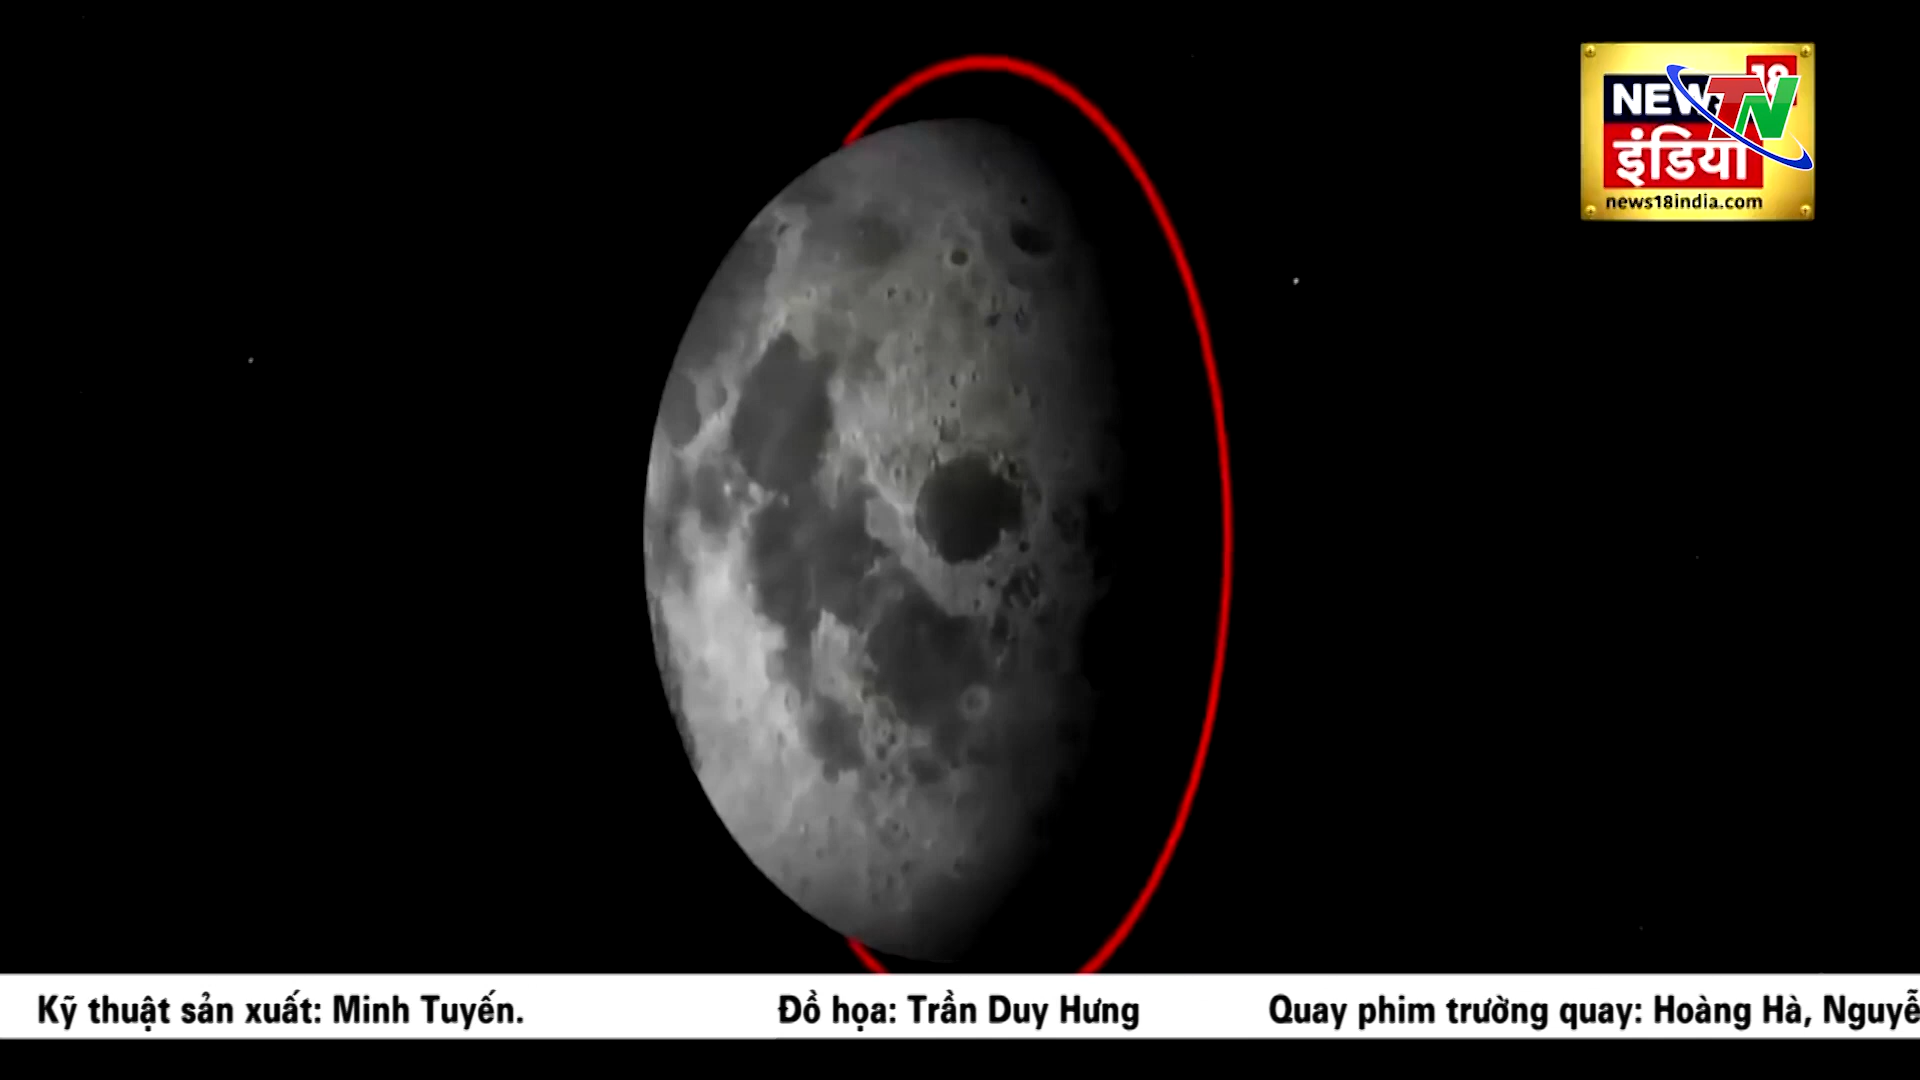 18
NEWS
TN
इंडिया
news18india.com
Kỹ thuật sản xuất: Minh Tuyến. Đồ họa: Trần Duy Hưng Quay phim trường quay: Hoàng Hà,